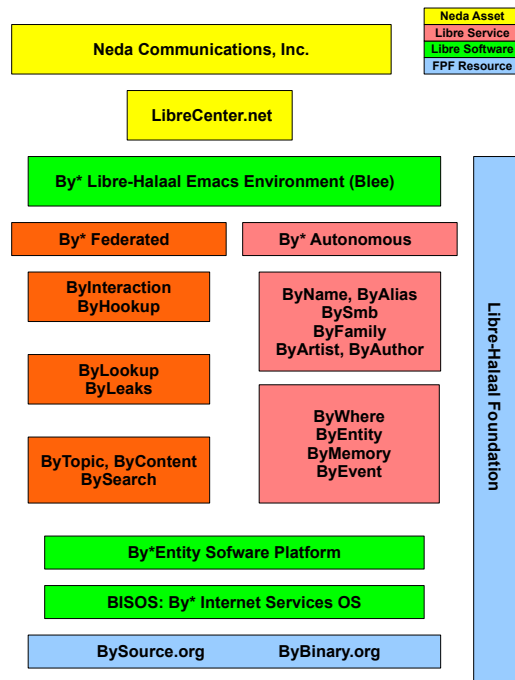 Neda Asset
Libre Service
Libre Software
FPF Resource
Neda Communications, Inc.
LibreCenter.net
By* Libre-Halaal Emacs Environment (Blee)
By* Federated
By* Autonomous
ByInteraction
ByHookup
ByName, ByAlias
BySmb
ByFamily
ByArtist, ByAuthor
ByLookup
ByLeaks
ByWhere
ByEntity
ByMemory
ByEvent
ByTopic, ByContent
BySearch
Libre-Halaal Foundation
By*Entity Sofware Platform
BISOS: By* Internet Services OS
BySource.org ByBinary.org